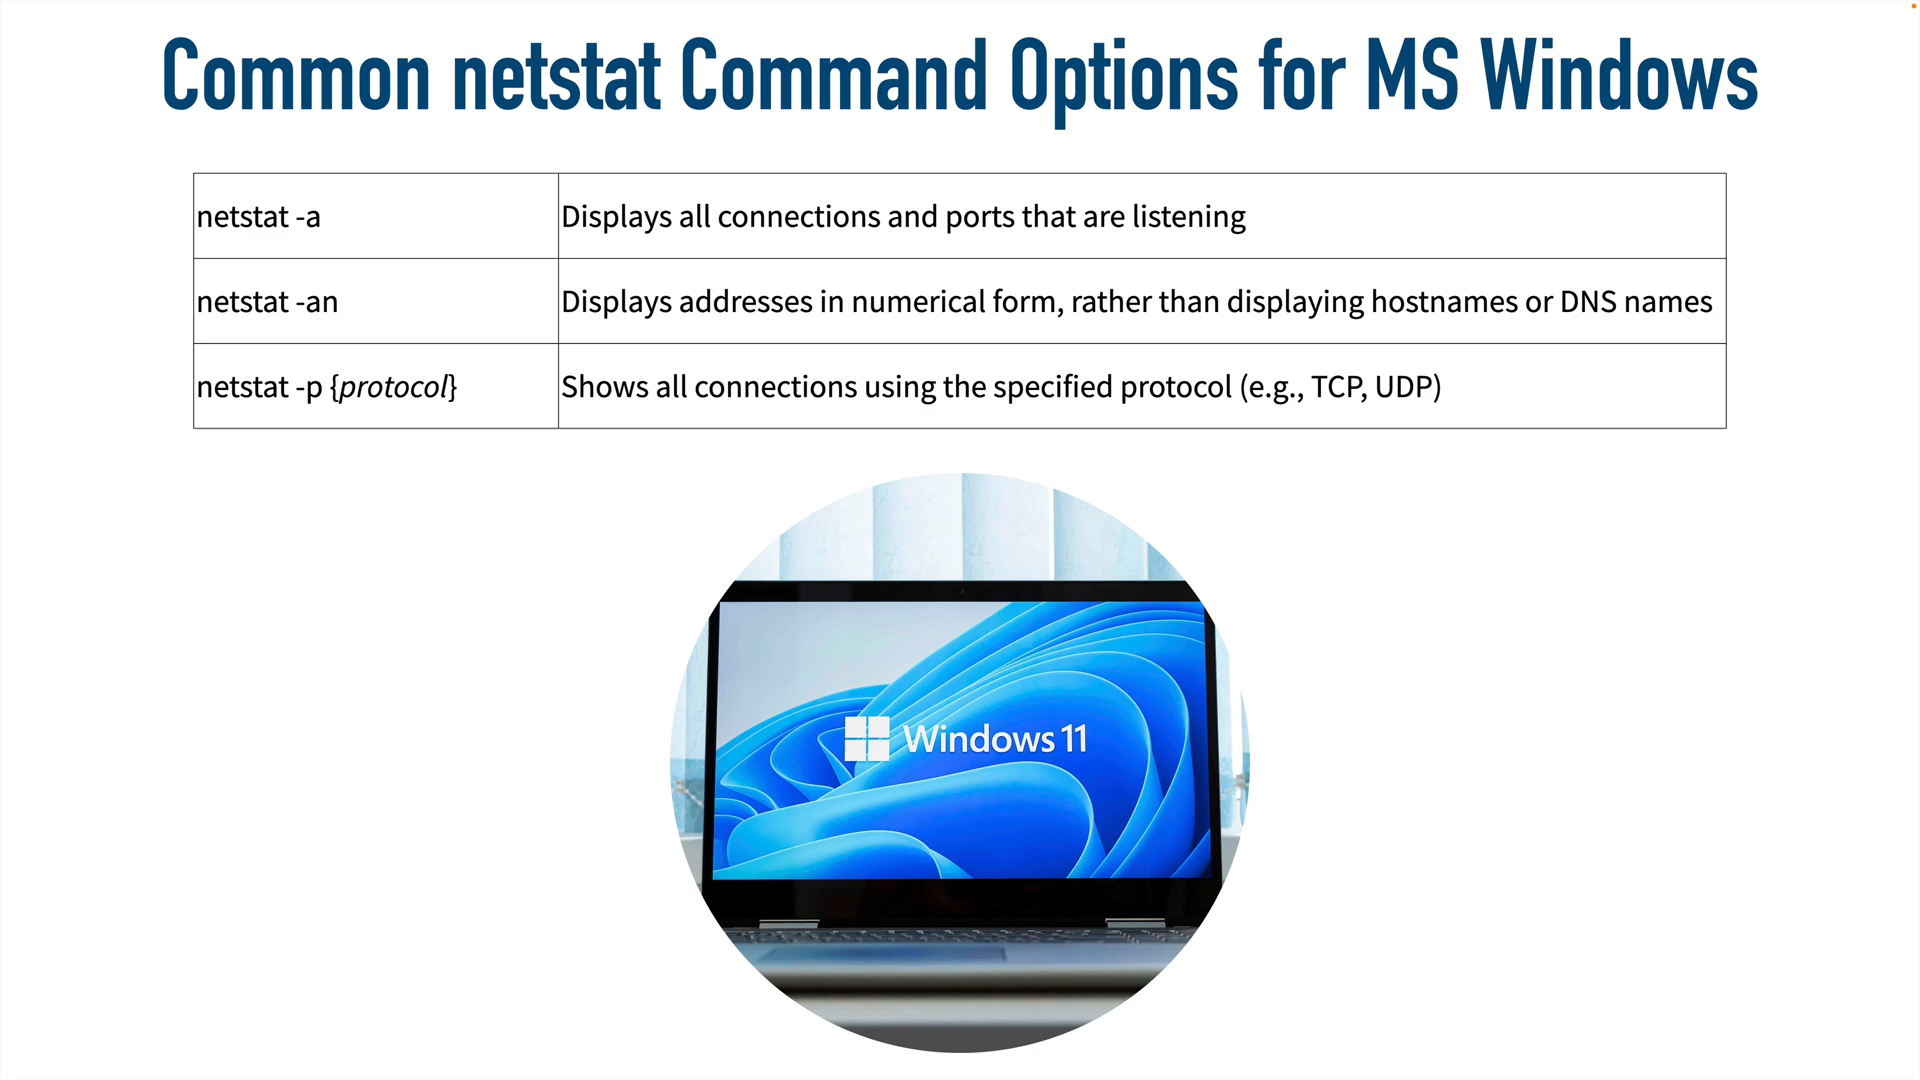 Common netstat Command Options for MS Windows
netstat -a
Displays all connections and ports that are listening
netstat -an
Displays addresses in numerical form, rather than displaying hostnames or DNS names
netstat -p {protocol}
Shows all connections using the specified protocol (e.g., TCP, UDP)
Windows 11